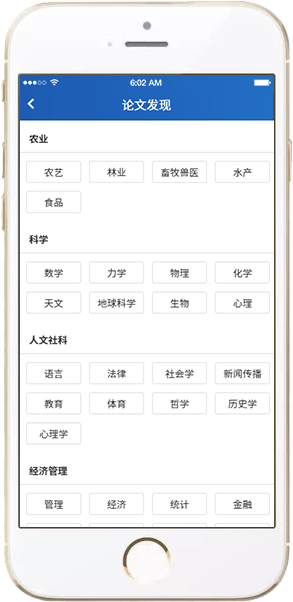 6:02 AM
论文发现
农业
农艺 林业 畜牧兽医 水产
食品
科学
数学 力学 物理 化学
天文 地球科学 生物 心理
人文社科
语言 法律 社会学 新闻传播
教育 体育 哲学 历史学
心理学
经济管理
管理 经济 统计 金融